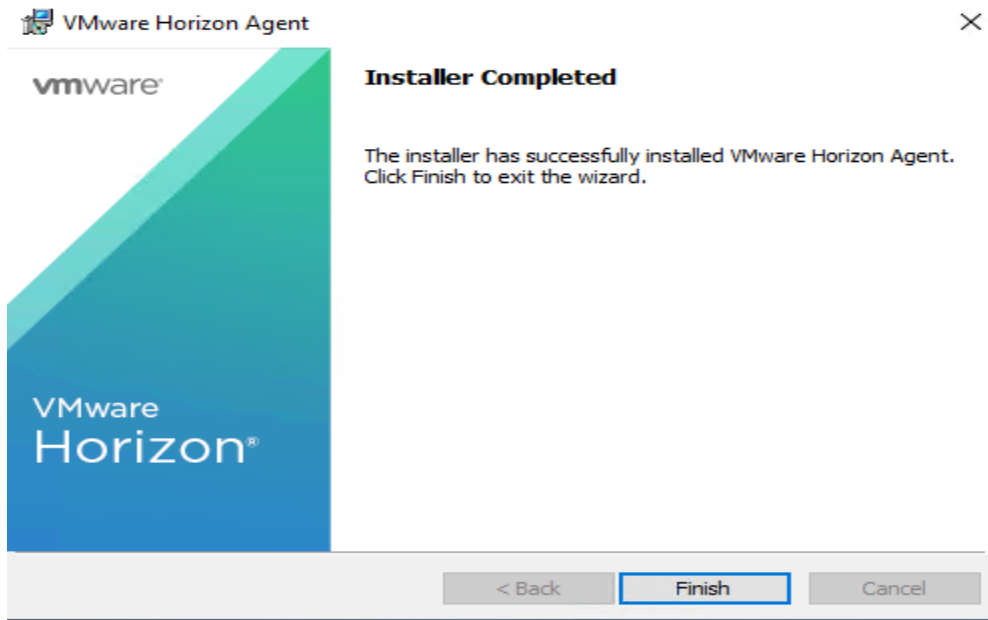 VMware Horizon Agent
vmware®
Installer Completed
The installer has successfully installed VMware Horizon Agent.
Click Finish to exit the wizard.
VMware
Horizon®
< Back
Finish
Cancel